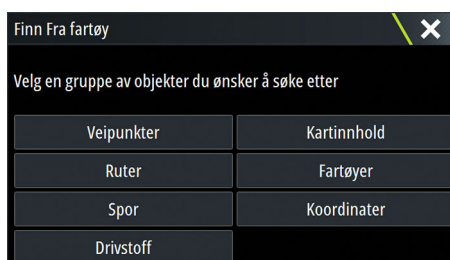 Finn Fra fartøy
Velg en gruppe av objekter du ønsker å søke etter
Veipunkter
Kartinnhold
Ruter
Fartøyer
Spor
Koordinater
Drivstoff